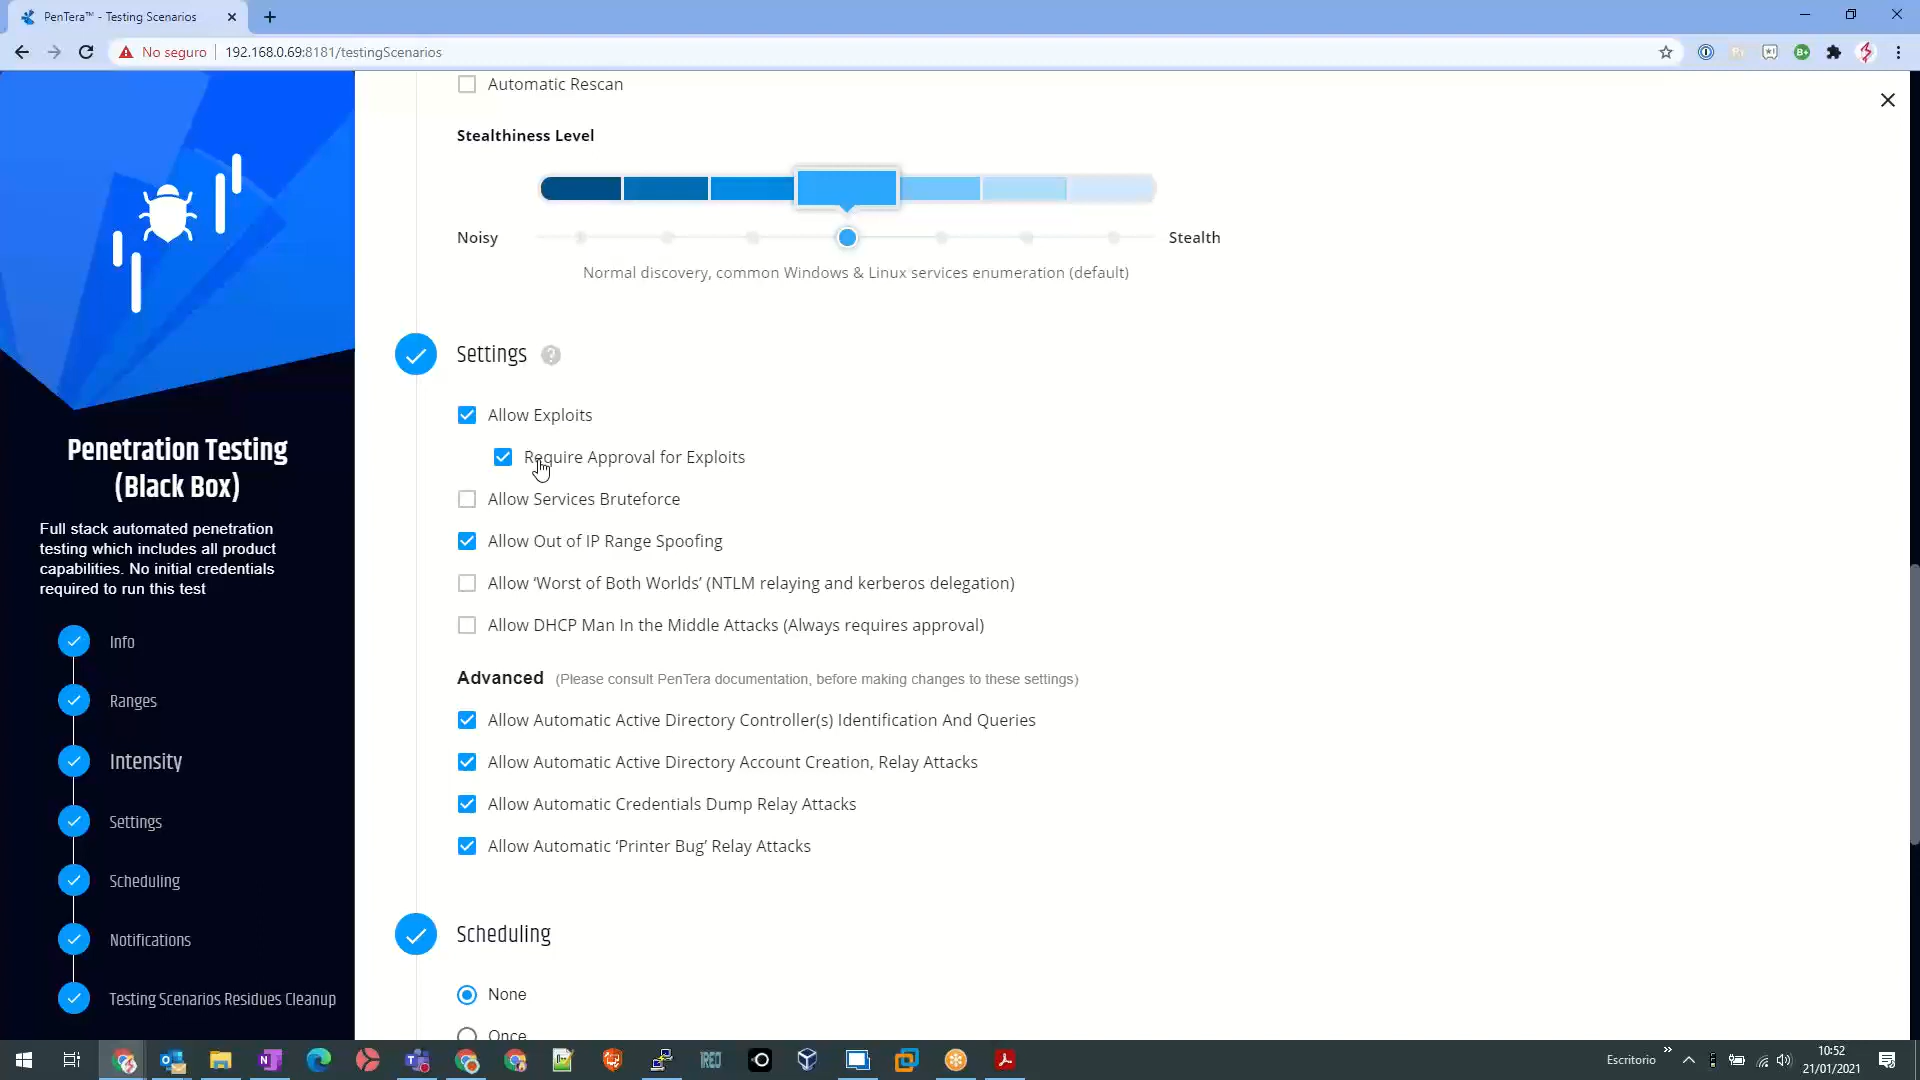 PenTera™ - Testing Scenarios
No seguro
192.168.0.69:8181/testingScenarios
Automatic Rescan
Stealthiness Level
Noisy
Stealth
Normal discovery, common Windows & Linux services enumeration (default)
Settings
?
Allow Exploits
Require Approval for Exploits
Allow Services Bruteforce
Allow Out of IP Range Spoofing
Allow ‘Worst of Both Worlds’ (NTLM relaying and kerberos delegation)
Allow DHCP Man In the Middle Attacks (Always requires approval)
Advanced (Please consult PenTera documentation, before making changes to these settings)
Allow Automatic Active Directory Controller(s) Identification And Queries
Allow Automatic Active Directory Account Creation, Relay Attacks
Allow Automatic Credentials Dump Relay Attacks
Allow Automatic ‘Printer Bug’ Relay Attacks
Scheduling
None
Once
Penetration Testing
(Black Box)
Full stack automated penetration
testing which includes all product
capabilities. No initial credentials
required to run this test
Info
Ranges
Intensity
Settings
Scheduling
Notifications
Testing Scenarios Residues Cleanup
IREO
Escritorio
10:52
21/01/2021